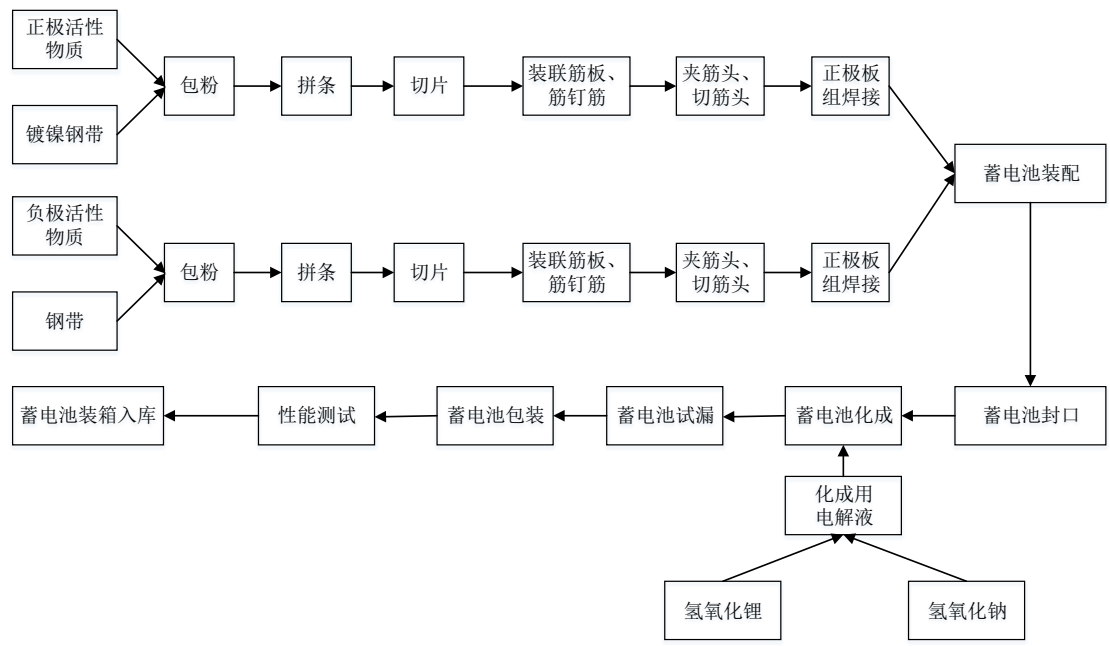 正极活性
物质
镀镍钢带
包粉
拼条
切片
装联筋板、
筋钉筋
夹筋头、
切筋头
正极板
组焊接
蓄电池装配
负极活性
物质
钢带
包粉
拼条
切片
装联筋板、
筋钉筋
夹筋头、
切筋头
正极板
组焊接
蓄电池装箱入库
性能测试
蓄电池包装
蓄电池试漏
蓄电池化成
蓄电池封口
化成用
电解液
氢氧化锂
氢氧化钠